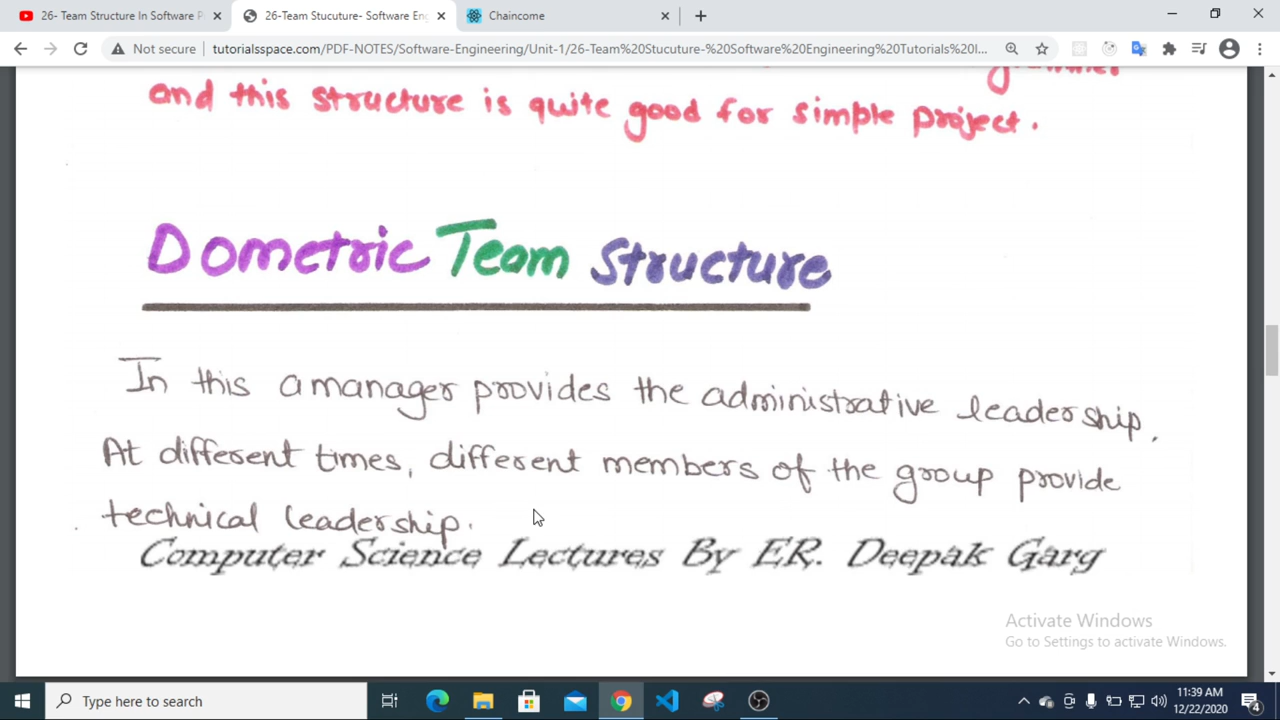 26- Team Structure In Software P
26-Team Stucuture- Software Eng
Chaincome
Not secure
tutorialsspace.com/PDF-NOTES/Software-Engineering/Unit-1/26-Team%20Stucuture-%20Software%20Engineering%20Tutorials%20I...
and this structure is quite good for simple project.
Dometric Team Structure
In this a manager provides the administrative leadership.
At different times, different members of the group provide
technical leadership.
Computer Science Lectures By ER. Deepak Garg
Activate Windows
Go to Settings to activate Windows.
Type here to search
11:39 AM
12/22/2020
4